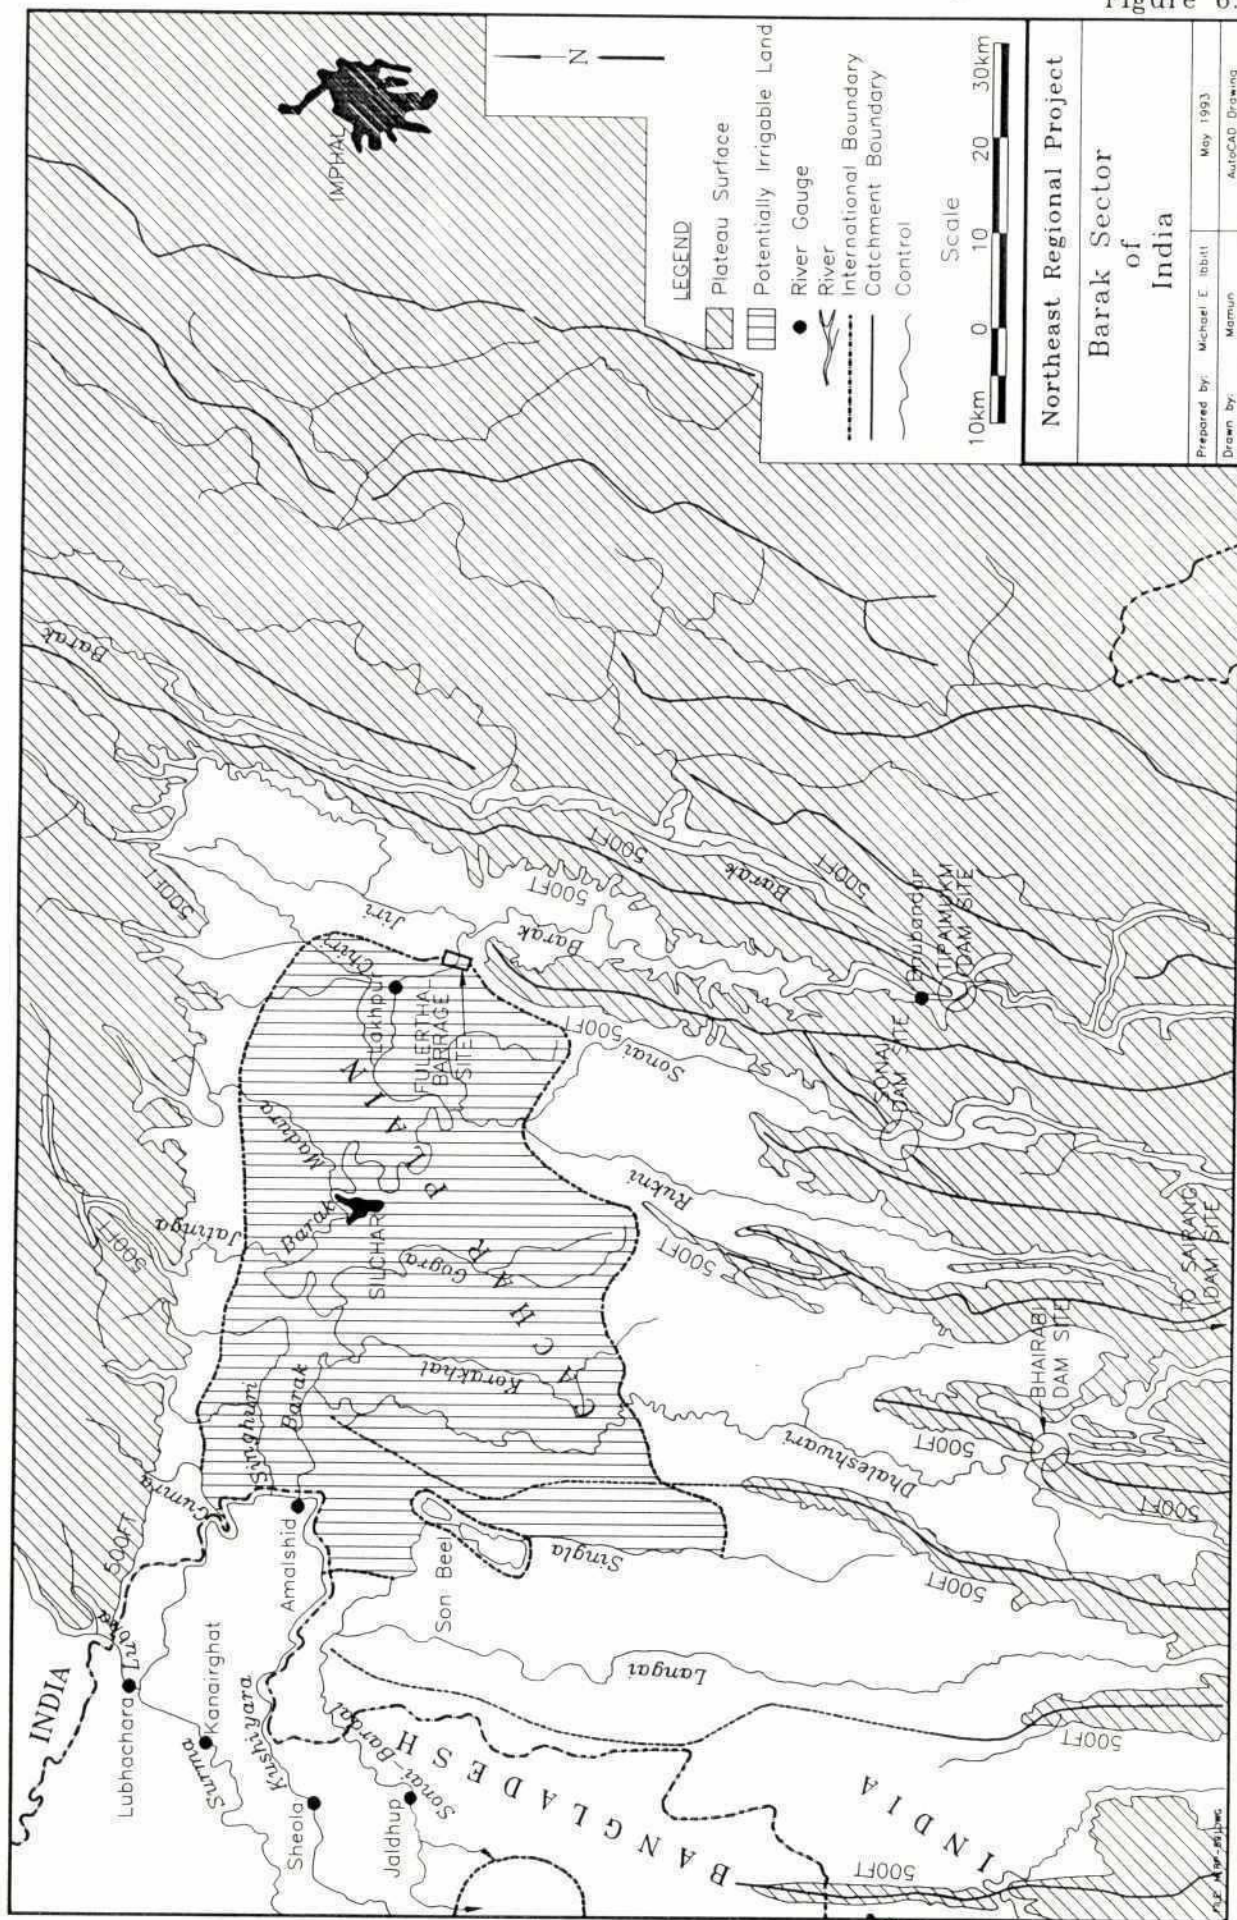 Figure 6.
INDIA
Lubha
Lubhachara
Kanairghat
Surma
Kushiyara
Sheola
Jaldhup
Sonai-Bardal
BANGLADESH
INDIA
500FT
500FT
Langai
Amalshid
Gumra
500FT
Singhuri
Barak
Son Beel
Singla
500FT
Korakhal
Dhaleshwari
500FT
BHAIRABI
DAM SITE
500FT
TO SAIRANG
DAM SITE
CACHAR PLAIN
Gogra
SILCHAR
Barak
Jatinga
500FT
500FT
Madura
Rukni
500FT
Sonai
500FT
SONAI
DAM SITE
FULERTHAL
BARRAGE
SITE
Lakhpur
Chiri
Jiri
500FT
Barak
500FT
500FT
Barak
500FT
Bhubandar
TIPAIMUKM
DAM SITE
Barak
IMPHAL
N
LEGEND
Plateau Surface
Potentially Irrigable Land
River Gauge
River
International Boundary
Catchment Boundary
Control
Scale
10km 0 10 20 30km
Northeast Regional Project
Barak Sector
of
India
Prepared by: Michael E. Ibbitt May 1993
Drawn by: Mamun AutoCAD Drawing